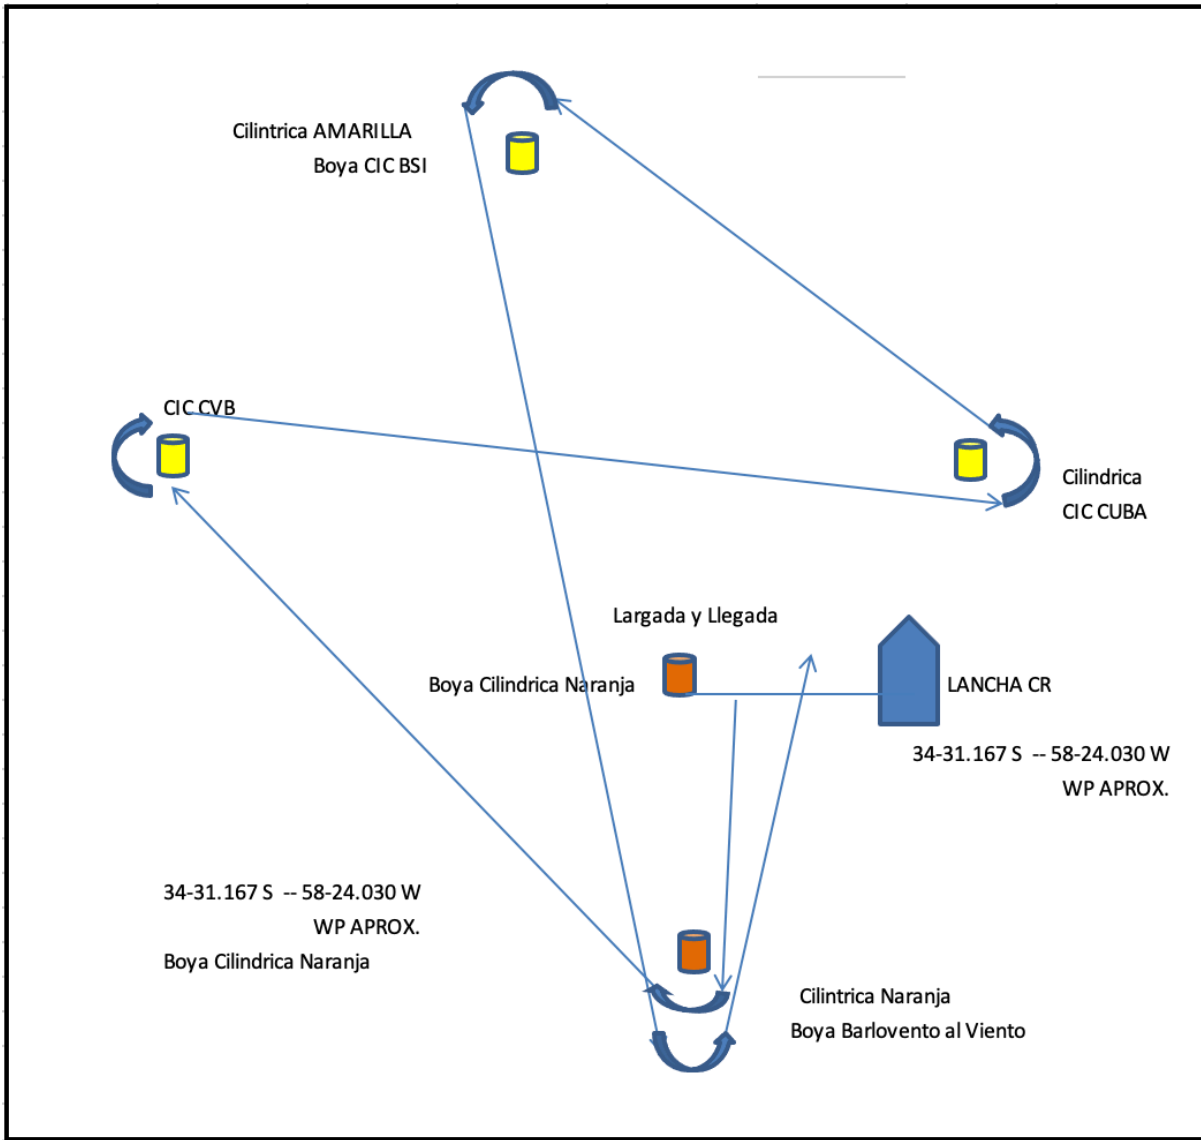 Cilintrica AMARILLA
Boya CIC BSI
CIC CVB
Cilindrica
CIC CUBA
Largada y Llegada
Boya Cilindrica Naranja
LANCHA CR
34-31.167 S -- 58-24.030 W
WP APROX.
34-31.167 S -- 58-24.030 W
WP APROX.
Boya Cilindrica Naranja
Cilintrica Naranja
Boya Barlovento al Viento